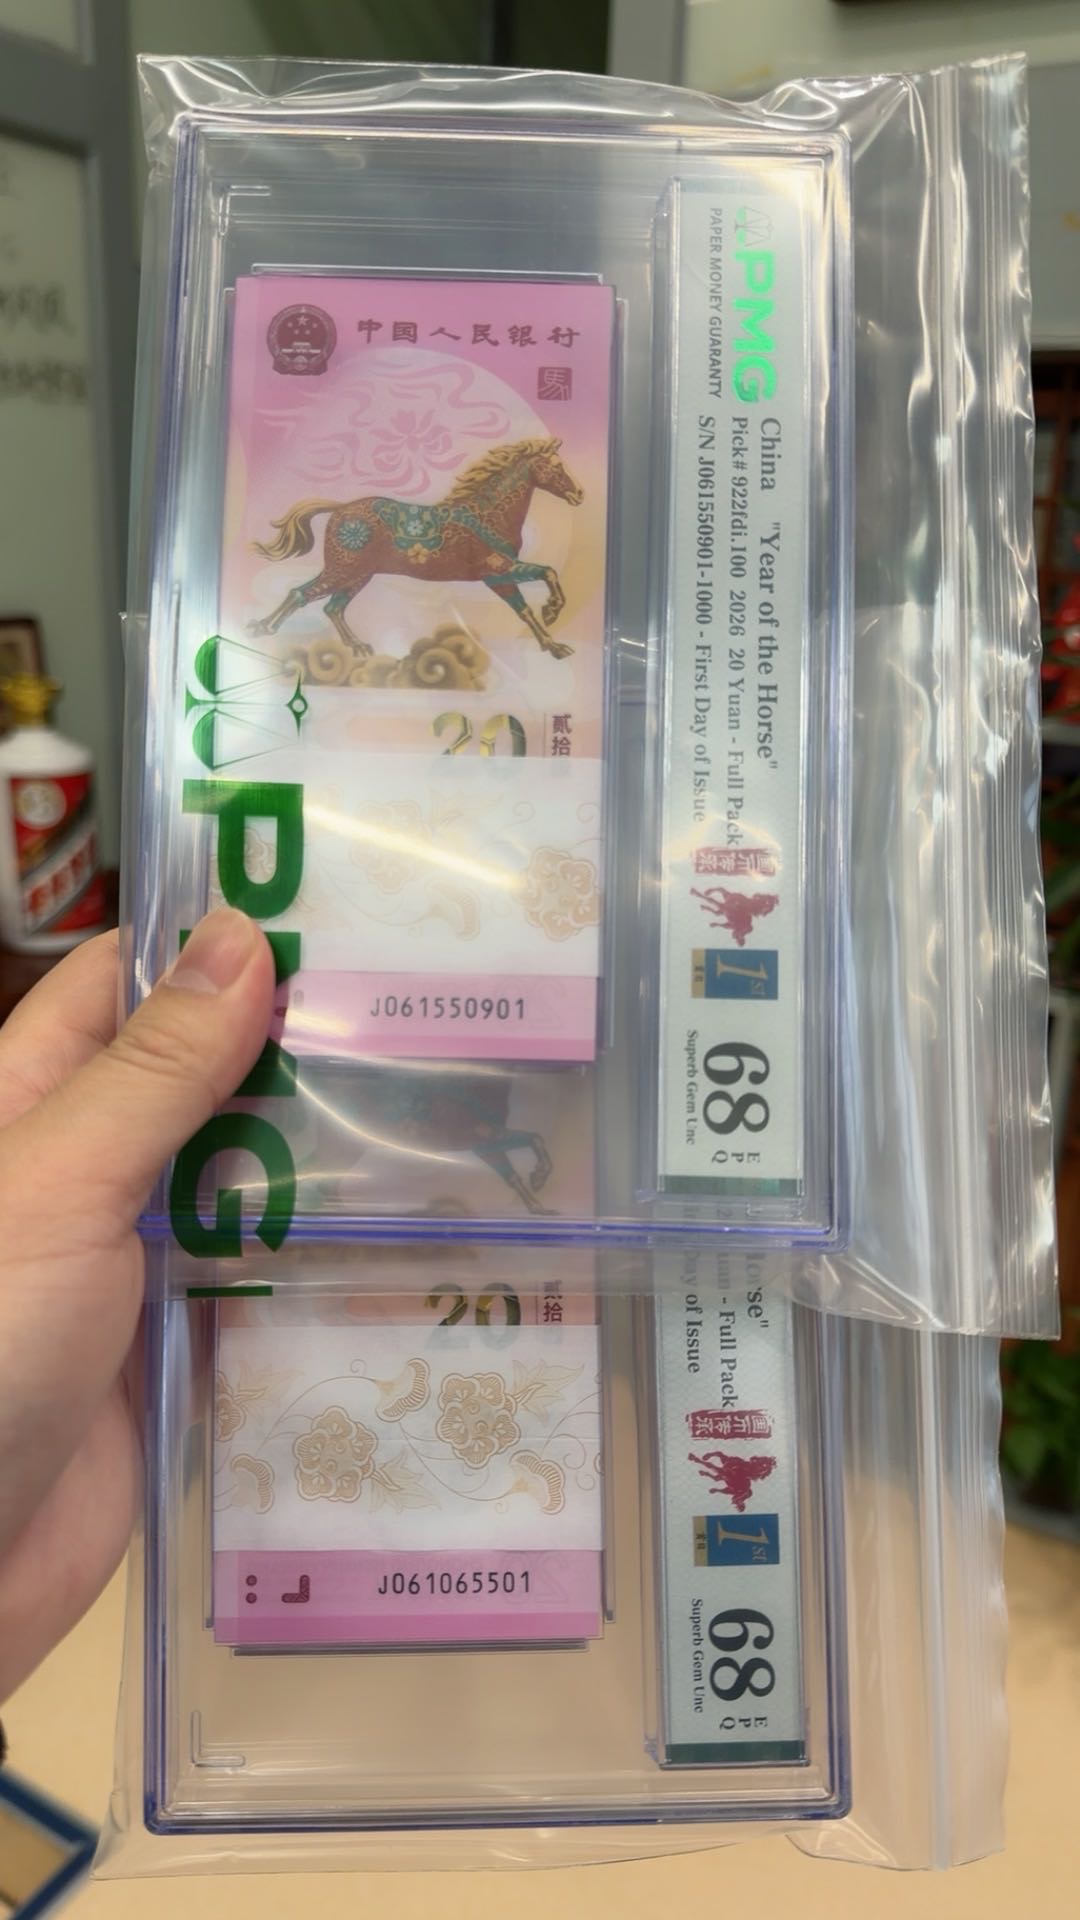 中国人民银行
馬
20
贰拾
J061550901
PMG
PAPER MONEY GUARANTY
China "Year of the Horse"
Pick# 922fdi.100 2026 20 Yuan - Full Pack
S/N J061550901-1000 - First Day of Issue
1st
68 EPQ
Superb Gem Unc
PMG
20
贰拾
J061065501
Horse"
Yuan - Full Pack
Day of Issue
1st
68 EPQ
Superb Gem Unc